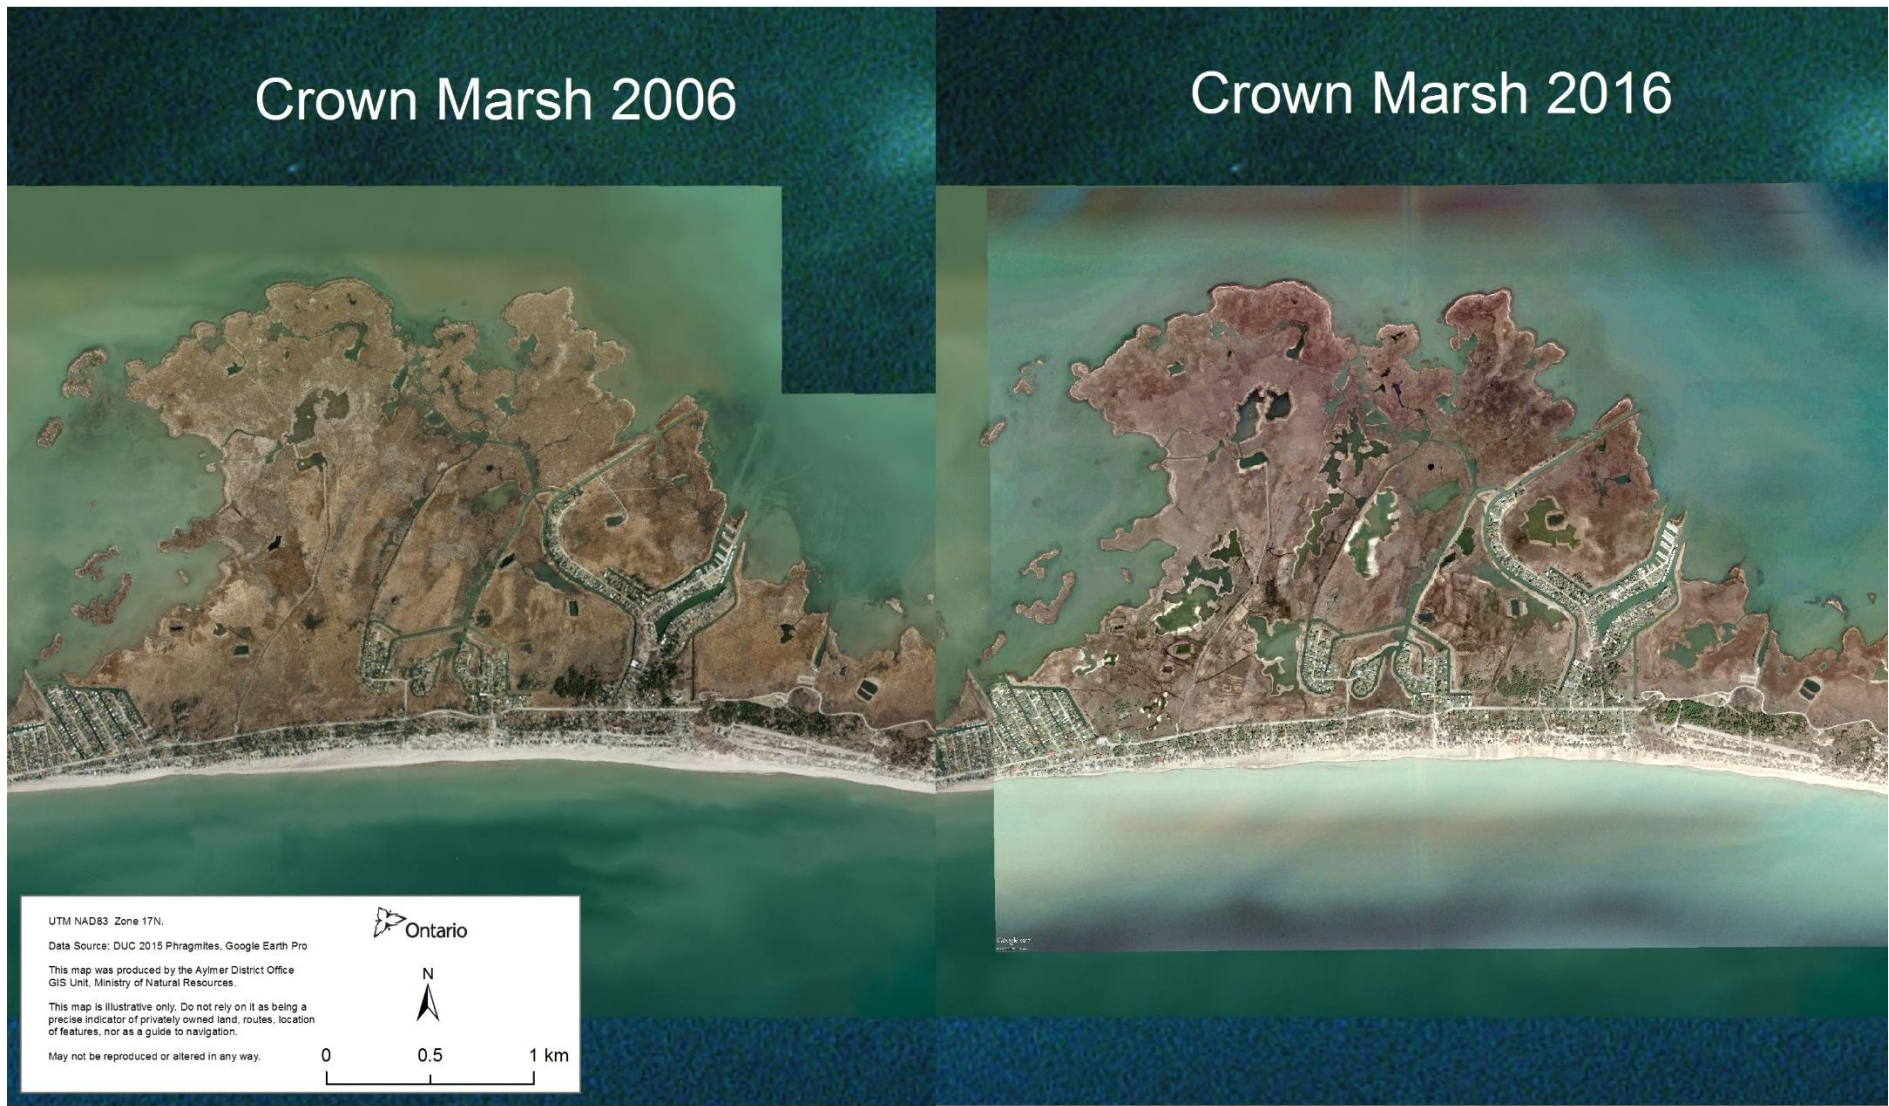 Crown Marsh 2006
Crown Marsh 2016
UTM NAD83 Zone 17N.
Data Source: DUC 2015 Phragmites, Google Earth Pro
This map was produced by the Aylmer District Office
GIS Unit, Ministry of Natural Resources.
This map is illustrative only. Do not rely on it as being a
precise indicator of privately owned land, routes, location
of features, nor as a guide to navigation.
May not be reproduced or altered in any way.
Ontario
N
0 0.5 1 km